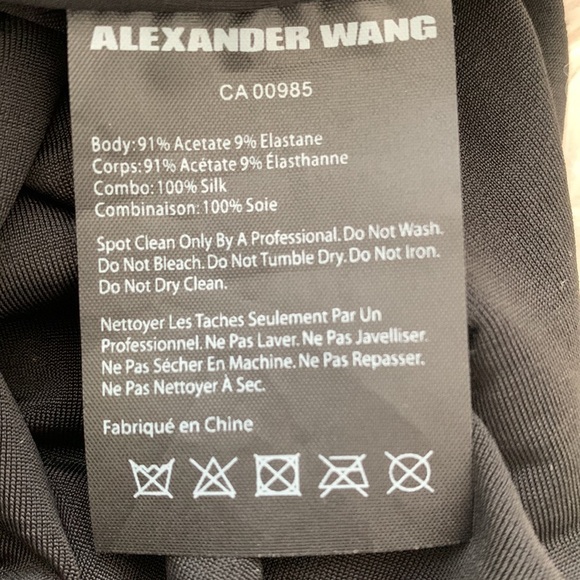 ALEXANDER WANG
CA 00985
Body: 91% Acetate 9% Elastane
Corps: 91% Acétate 9% Élasthanne
Combo: 100% Silk
Combinaison: 100% Soie
Spot Clean Only By A Professional. Do Not Wash.
Do Not Bleach. Do Not Tumble Dry. Do Not Iron.
Do Not Dry Clean.
Nettoyer Les Taches Seulement Par Un
Professionnel. Ne Pas Laver. Ne Pas Javelliser.
Ne Pas Sécher En Machine. Ne Pas Repasser.
Ne Pas Nettoyer À Sec.
Fabriqué en Chine